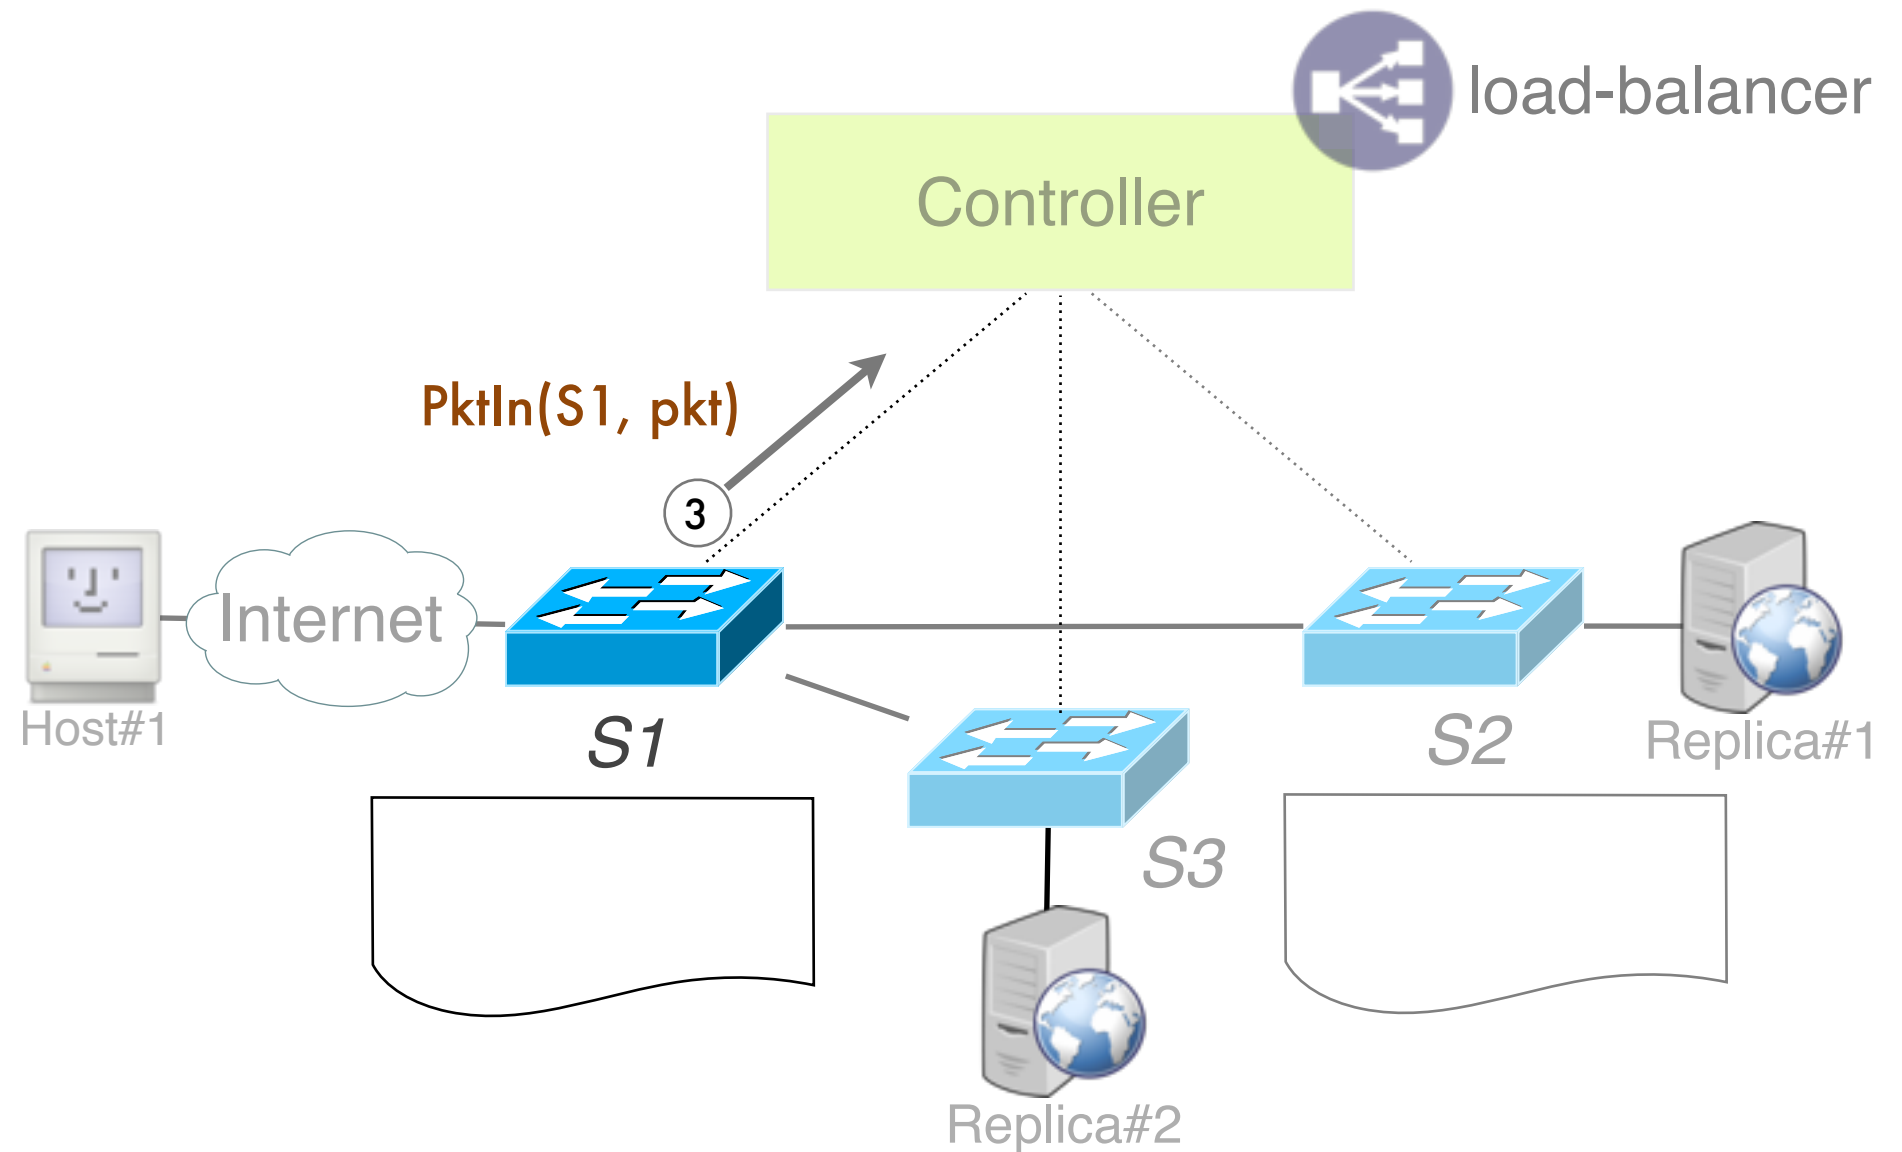 load-balancer
Controller
PktIn(S1, pkt)
3
Internet
Host#1
S1
S2
Replica#1
S3
Replica#2